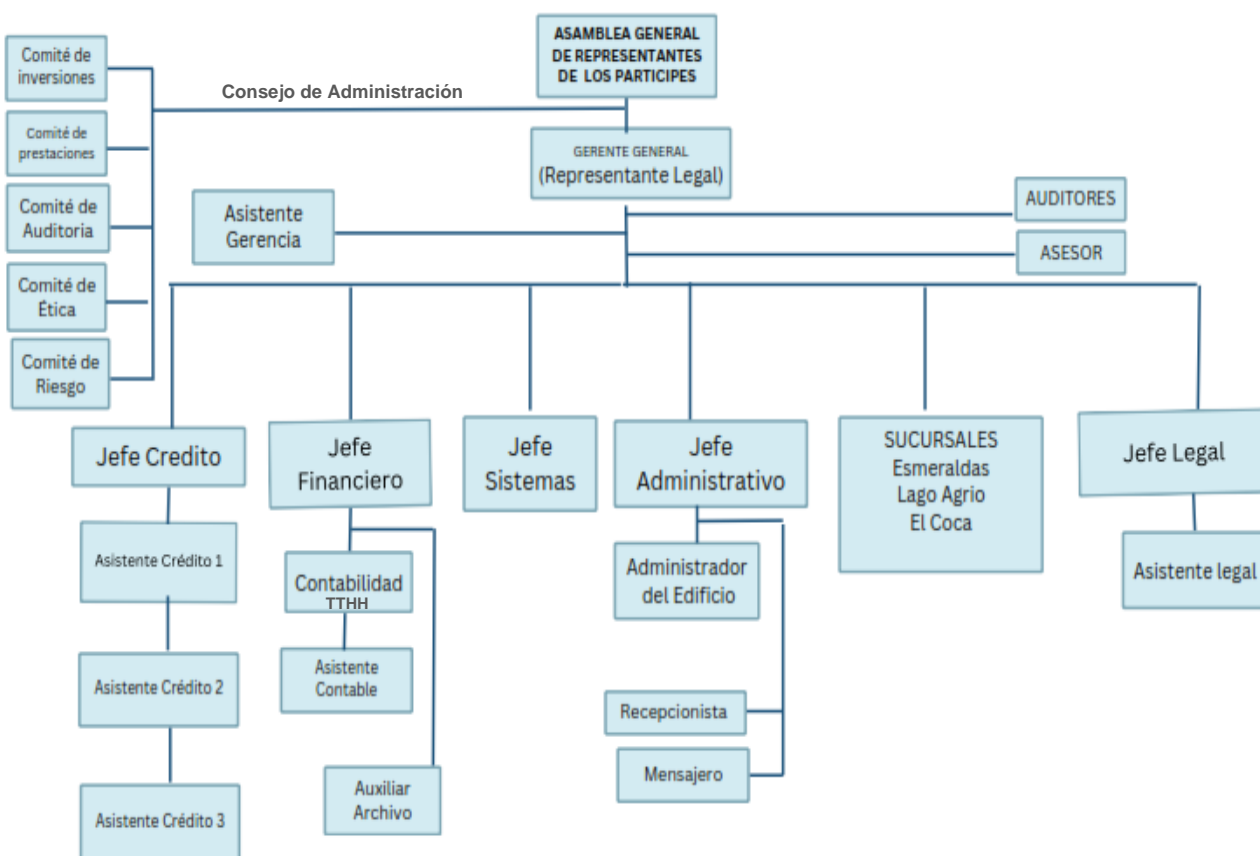 ASAMBLEA GENERAL
DE REPRESENTANTES
DE LOS PARTICIPES
Comité de
inversiones
Consejo de Administración
Comité de
prestaciones
GERENTE GENERAL
(Representante Legal)
Comité de
Auditoria
Asistente
Gerencia
AUDITORES
ASESOR
Comité de
Ética
Comité de
Riesgo
Jefe Credito
Jefe
Financiero
Jefe
Sistemas
Jefe
Administrativo
SUCURSALES
Esmeraldas
Lago Agrio
El Coca
Jefe Legal
Asistente Crédito 1
Contabilidad
TTHH
Administrador
del Edificio
Asistente legal
Asistente Crédito 2
Asistente
Contable
Recepcionista
Mensajero
Auxiliar
Archivo
Asistente Crédito 3